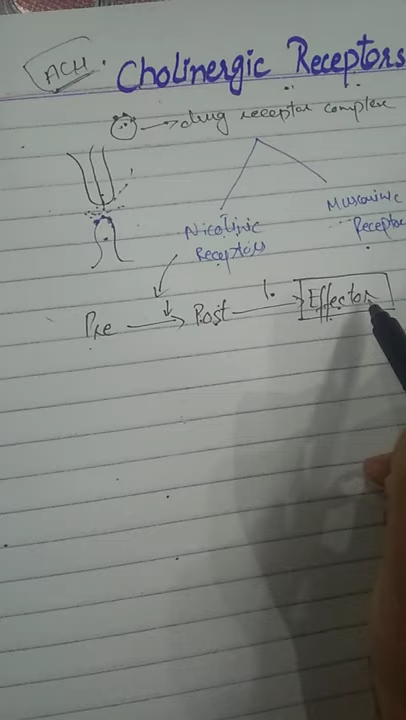 ACH.
Cholinergic Receptors
drug receptor complex
Nicotinic
Receptors
Muscarinic
Receptor
Pre Post Effector